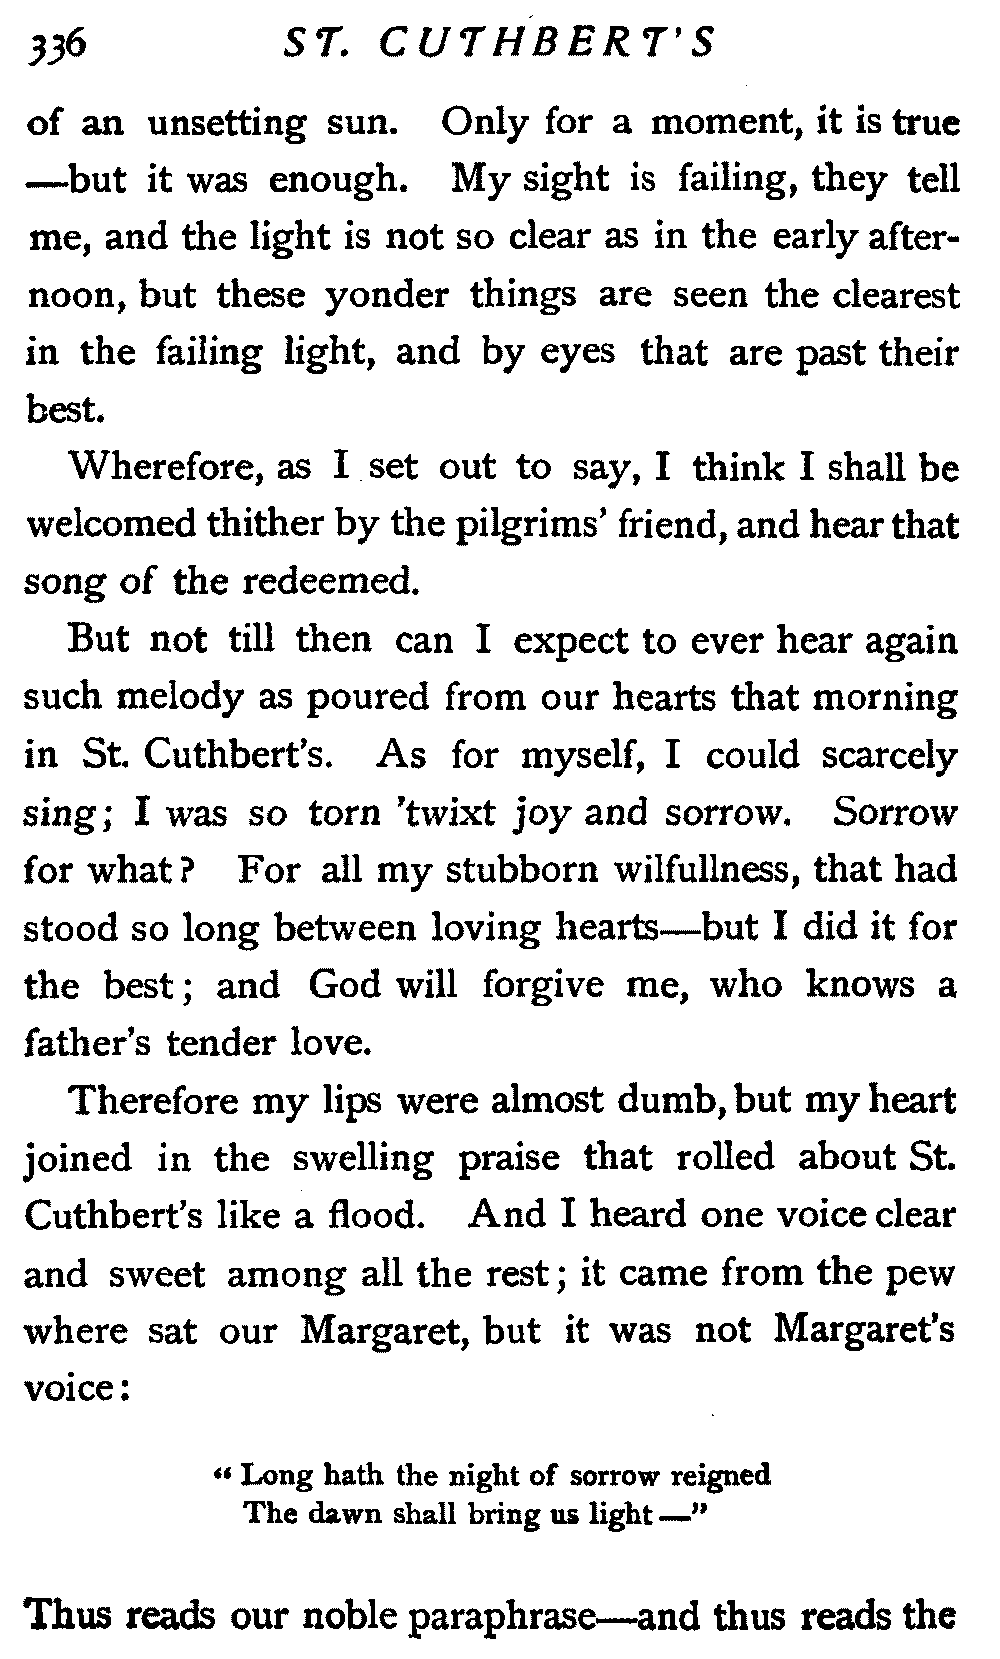 336 ST. CUTHBERT'S
of an unsetting sun. Only for a moment, it is true
—but it was enough. My sight is failing, they tell
me, and the light is not so clear as in the early after-
noon, but these yonder things are seen the clearest
in the failing light, and by eyes that are past their
best.
Wherefore, as I set out to say, I think I shall be
welcomed thither by the pilgrims' friend, and hear that
song of the redeemed.
But not till then can I expect to ever hear again
such melody as poured from our hearts that morning
in St. Cuthbert's. As for myself, I could scarcely
sing; I was so torn 'twixt joy and sorrow. Sorrow
for what? For all my stubborn wilfullness, that had
stood so long between loving hearts—but I did it for
the best; and God will forgive me, who knows a
father's tender love.
Therefore my lips were almost dumb, but my heart
joined in the swelling praise that rolled about St.
Cuthbert's like a flood. And I heard one voice clear
and sweet among all the rest; it came from the pew
where sat our Margaret, but it was not Margaret's
voice:
"Long hath the night of sorrow reigned
The dawn shall bring us light—"
Thus reads our noble paraphrase—and thus reads the